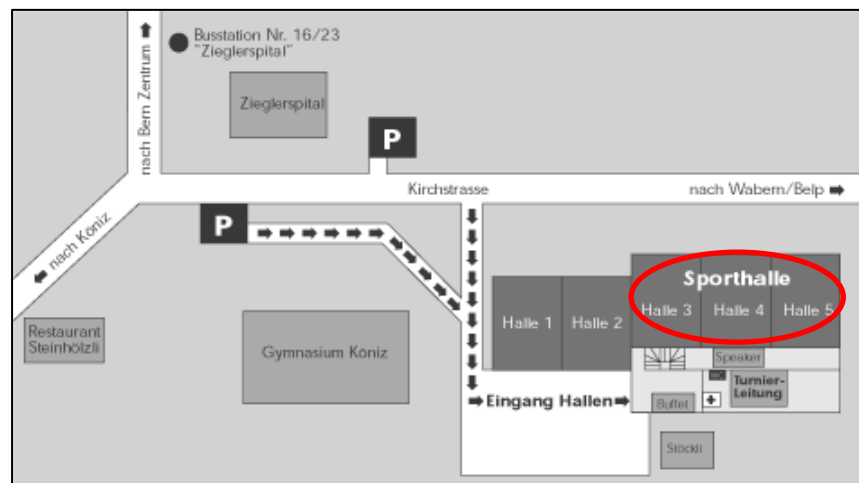 Busstation Nr. 16/23
"Zieglerspital"
nach Bern Zentrum
Zieglerspital
P
Kirchstrasse
nach Wabern/Belp
P
nach Köniz
Sporthalle
Halle 1
Halle 2
Halle 3
Halle 4
Halle 5
Restaurant
Steinhölzli
Gymnasium Köniz
Speaker
Turnier-
Leitung
Eingang Hallen
Buffet
Stöckli